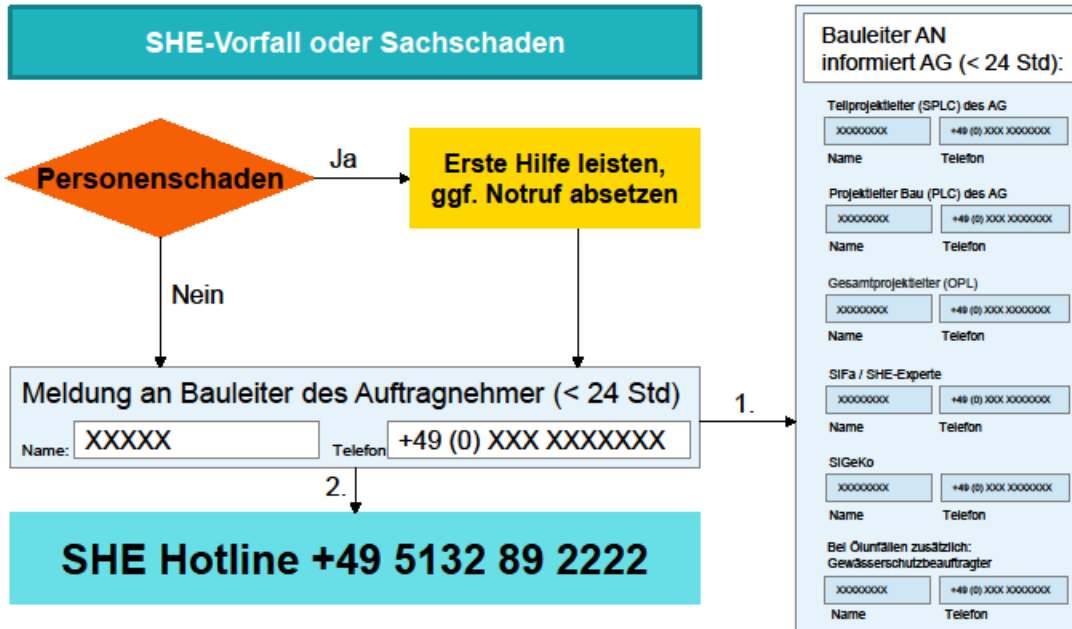 SHE-Vorfall oder Sachschaden
Personenschaden
Ja
Erste Hilfe leisten,
ggf. Notruf absetzen
Nein
Meldung an Bauleiter des Auftragnehmer (< 24 Std)
Name: XXXXX Telefon +49 (0) XXX XXXXXXX
1.
2.
SHE Hotline +49 5132 89 2222
Bauleiter AN
informiert AG (< 24 Std):
Teilprojektleiter (SPLC) des AG
XXXXXXXX +49 (0) XXX XXXXXXX
Name Telefon
Projektleiter Bau (PLC) des AG
XXXXXXXX +49 (0) XXX XXXXXXX
Name Telefon
Gesamtprojektleiter (OPL)
XXXXXXXX +49 (0) XXX XXXXXXX
Name Telefon
SiFa / SHE-Experte
XXXXXXXX +49 (0) XXX XXXXXXX
Name Telefon
SiGeKo
XXXXXXXX +49 (0) XXX XXXXXXX
Name Telefon
Bei Ölunfällen zusätzlich:
Gewässerschutzbeauftragter
XXXXXXXX +49 (0) XXX XXXXXXX
Name Telefon